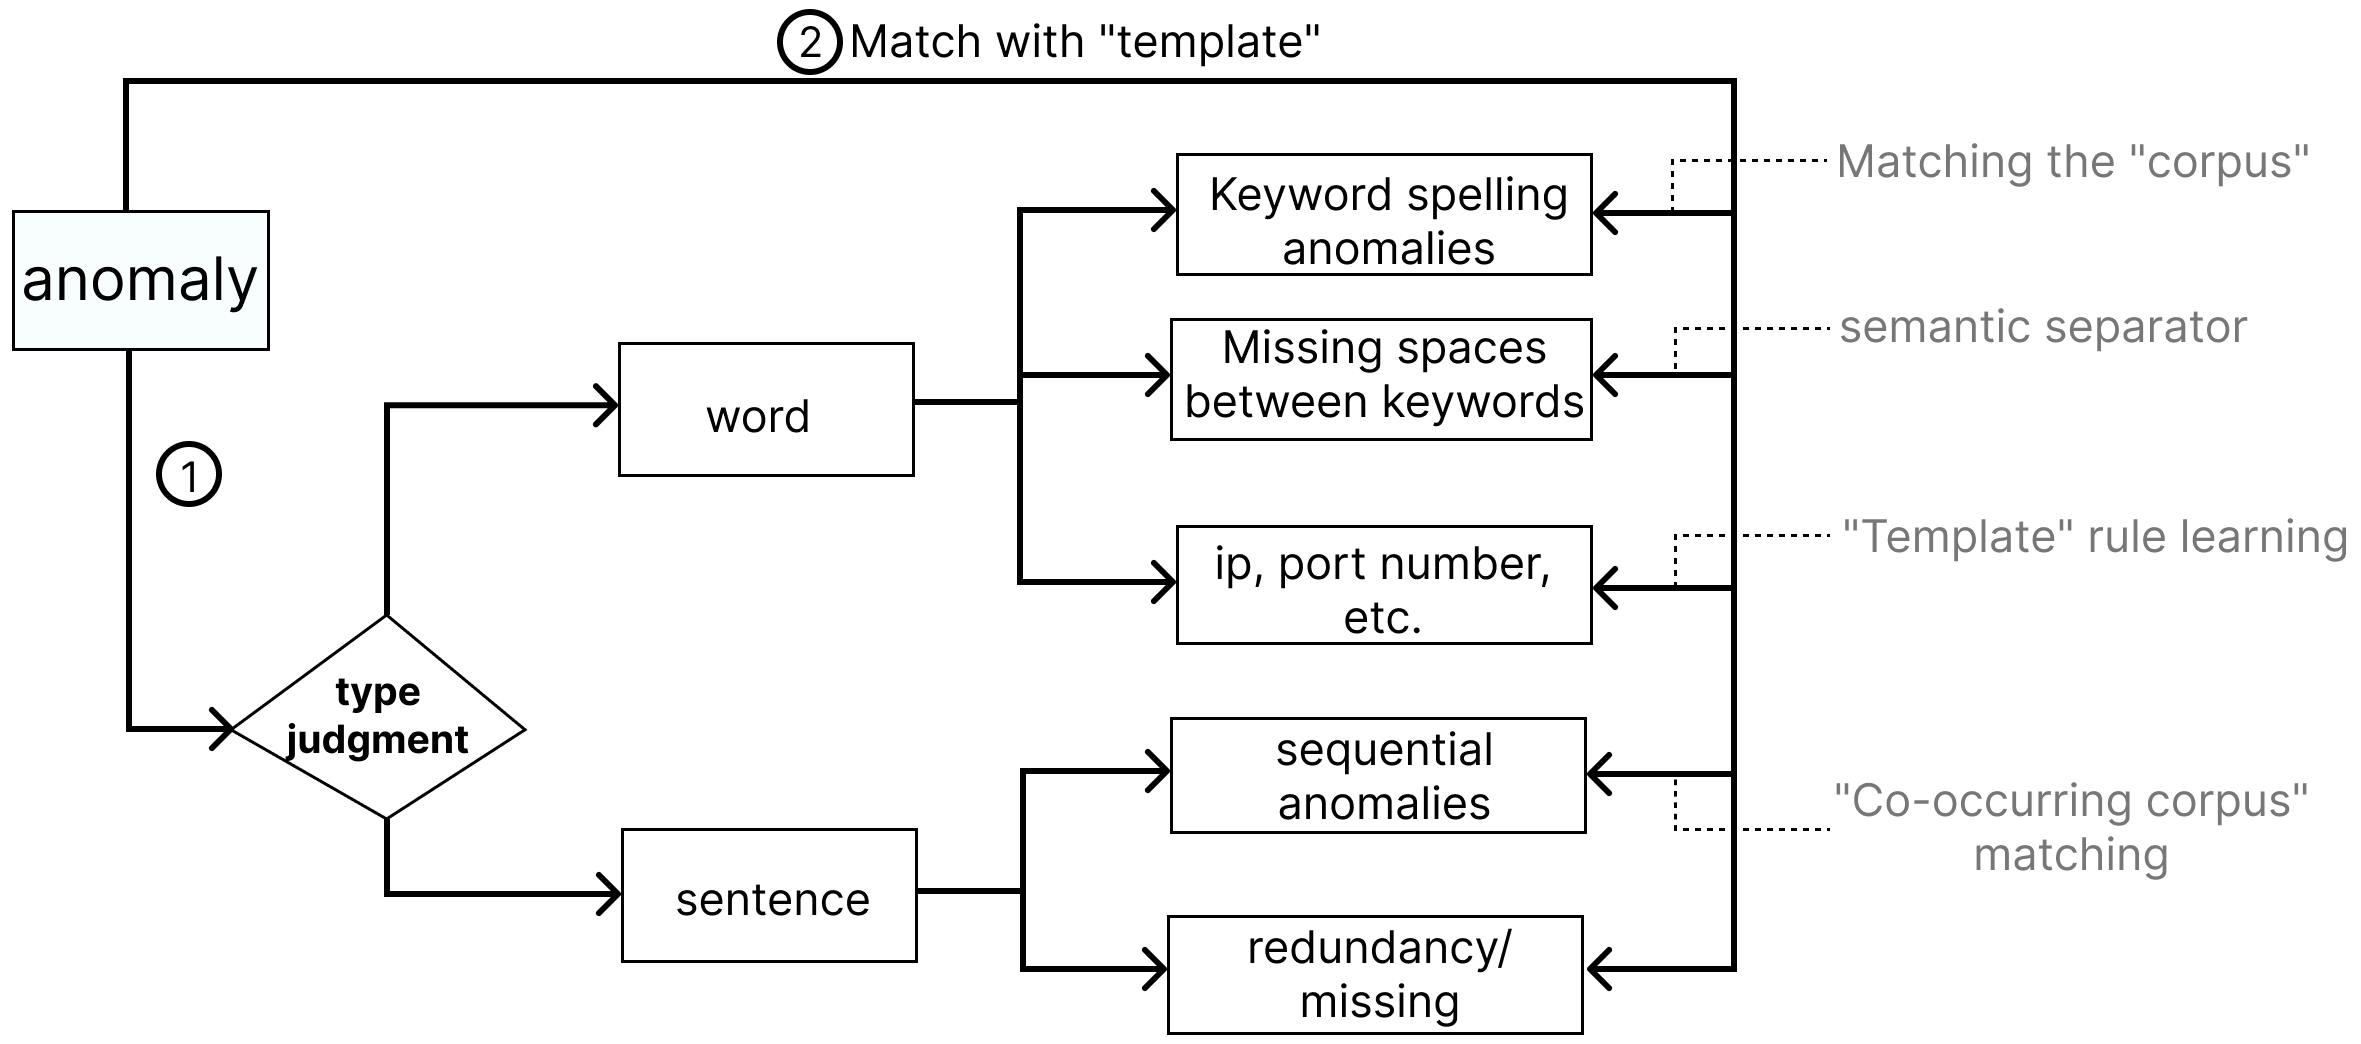 2 Match with "template"
Matching the "corpus"
Keyword spelling
anomalies
anomaly
semantic separator
Missing spaces
between keywords
word
1
"Template" rule learning
ip, port number,
etc.
type
judgment
sequential
anomalies
"Co-occurring corpus"
matching
sentence
redundancy/
missing